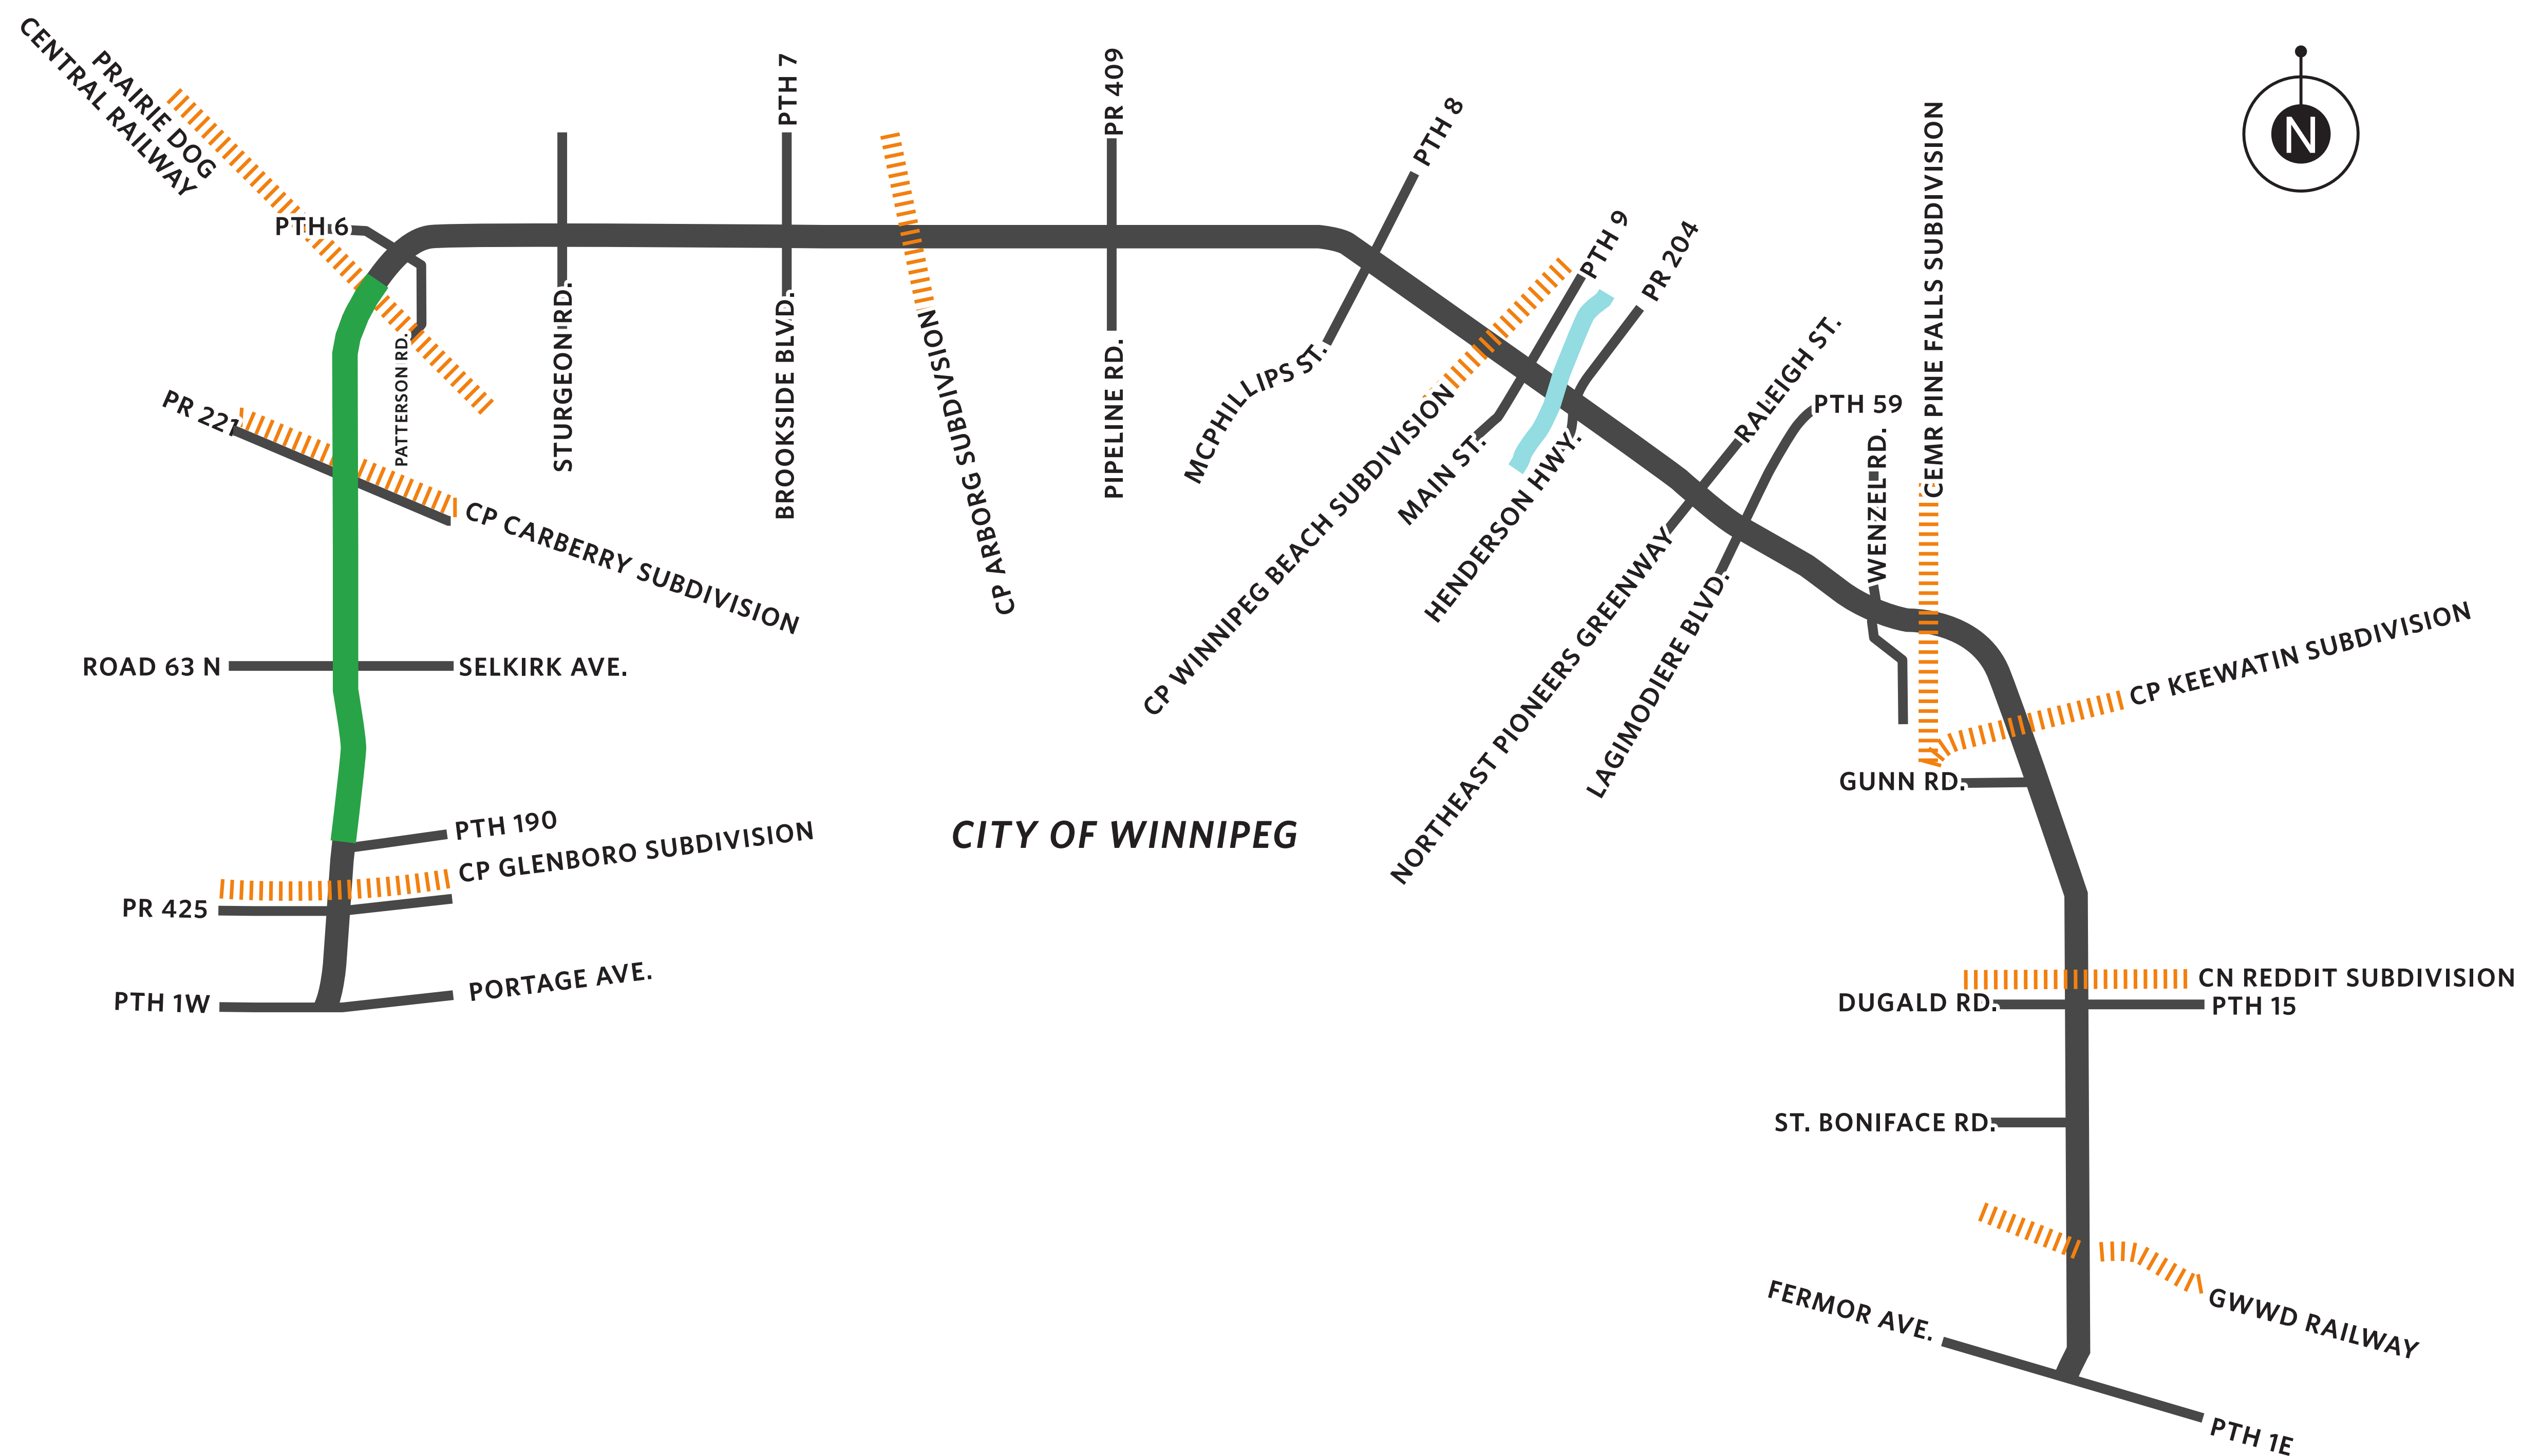 CENTRAL RAILWAY
PRAIRIE DOG
PTH 6
PATTERSON RD.
STURGEON RD.
PTH 7
BROOKSIDE BLVD.
CP ARBORG SUBDIVISION
PR 409
PIPELINE RD.
PTH 8
MCPHILLIPS ST.
CP WINNIPEG BEACH SUBDIVISION
PTH 9
MAIN ST.
PR 204
HENDERSON HWY.
RALEIGH ST.
NORTHEAST PIONEERS GREENWAY
PTH 59
LAGIMODIERE BLVD.
WENZEL RD.
CEMR PINE FALLS SUBDIVISION
N
PR 221
CP CARBERRY SUBDIVISION
ROAD 63 N
SELKIRK AVE.
CP KEEWATIN SUBDIVISION
GUNN RD.
PTH 190
CP GLENBORO SUBDIVISION
CITY OF WINNIPEG
PR 425
PTH 1W
PORTAGE AVE.
CN REDDIT SUBDIVISION
DUGALD RD.
PTH 15
ST. BONIFACE RD.
GWWD RAILWAY
FERMOR AVE.
PTH 1E